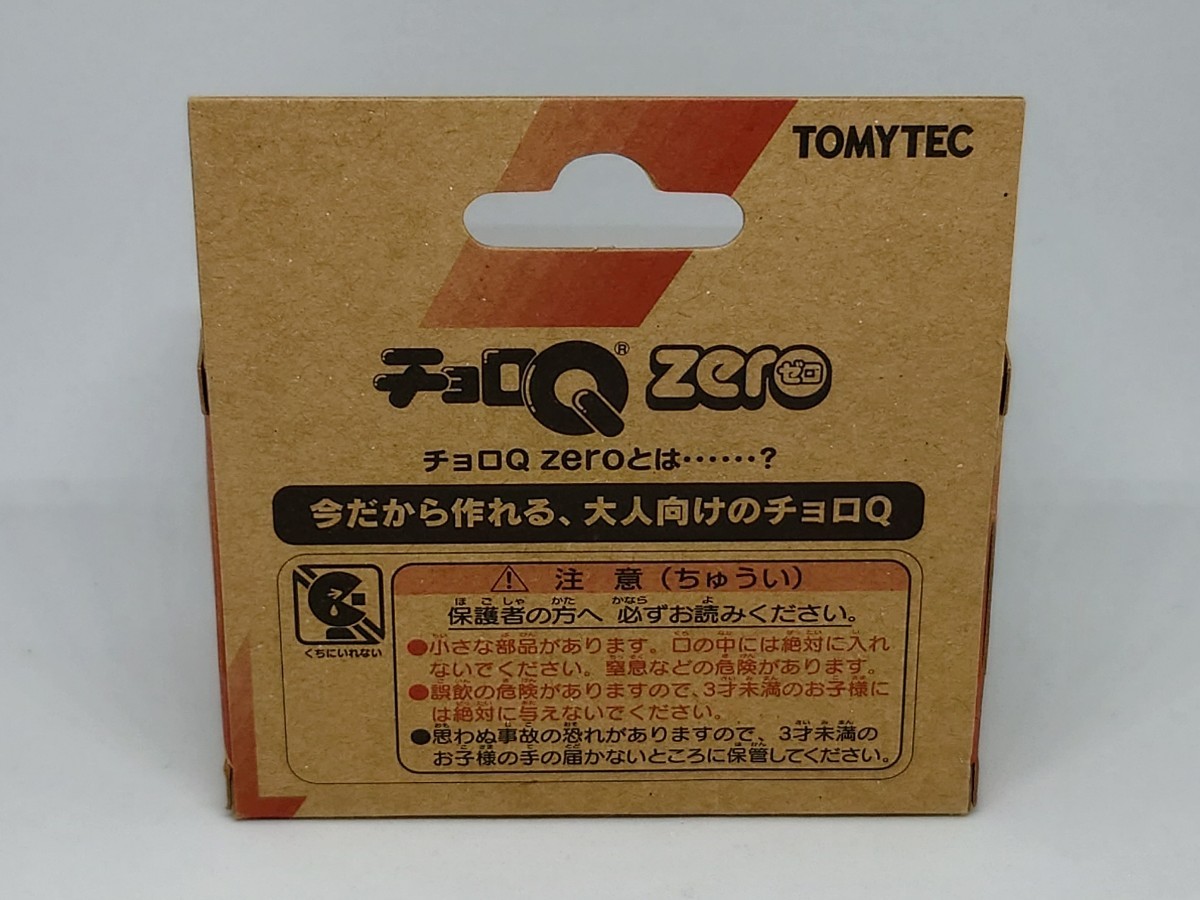 TOMYTEC
チョロQ® zero ゼロ
チョロQ zeroとは……?
今だから作れる、大人向けのチョロQ
⚠ 注 意(ちゅうい)
保護者の方へ 必ずお読みください。
くちにいれない
●小さな部品があります。口の中には絶対に入れ
ないでください。窒息などの危険があります。
●誤飲の危険がありますので、3才未満のお子様に
は絶対に与えないでください。
●思わぬ事故の恐れがありますので、3才未満の
お子様の手の届かないところに保管してください。